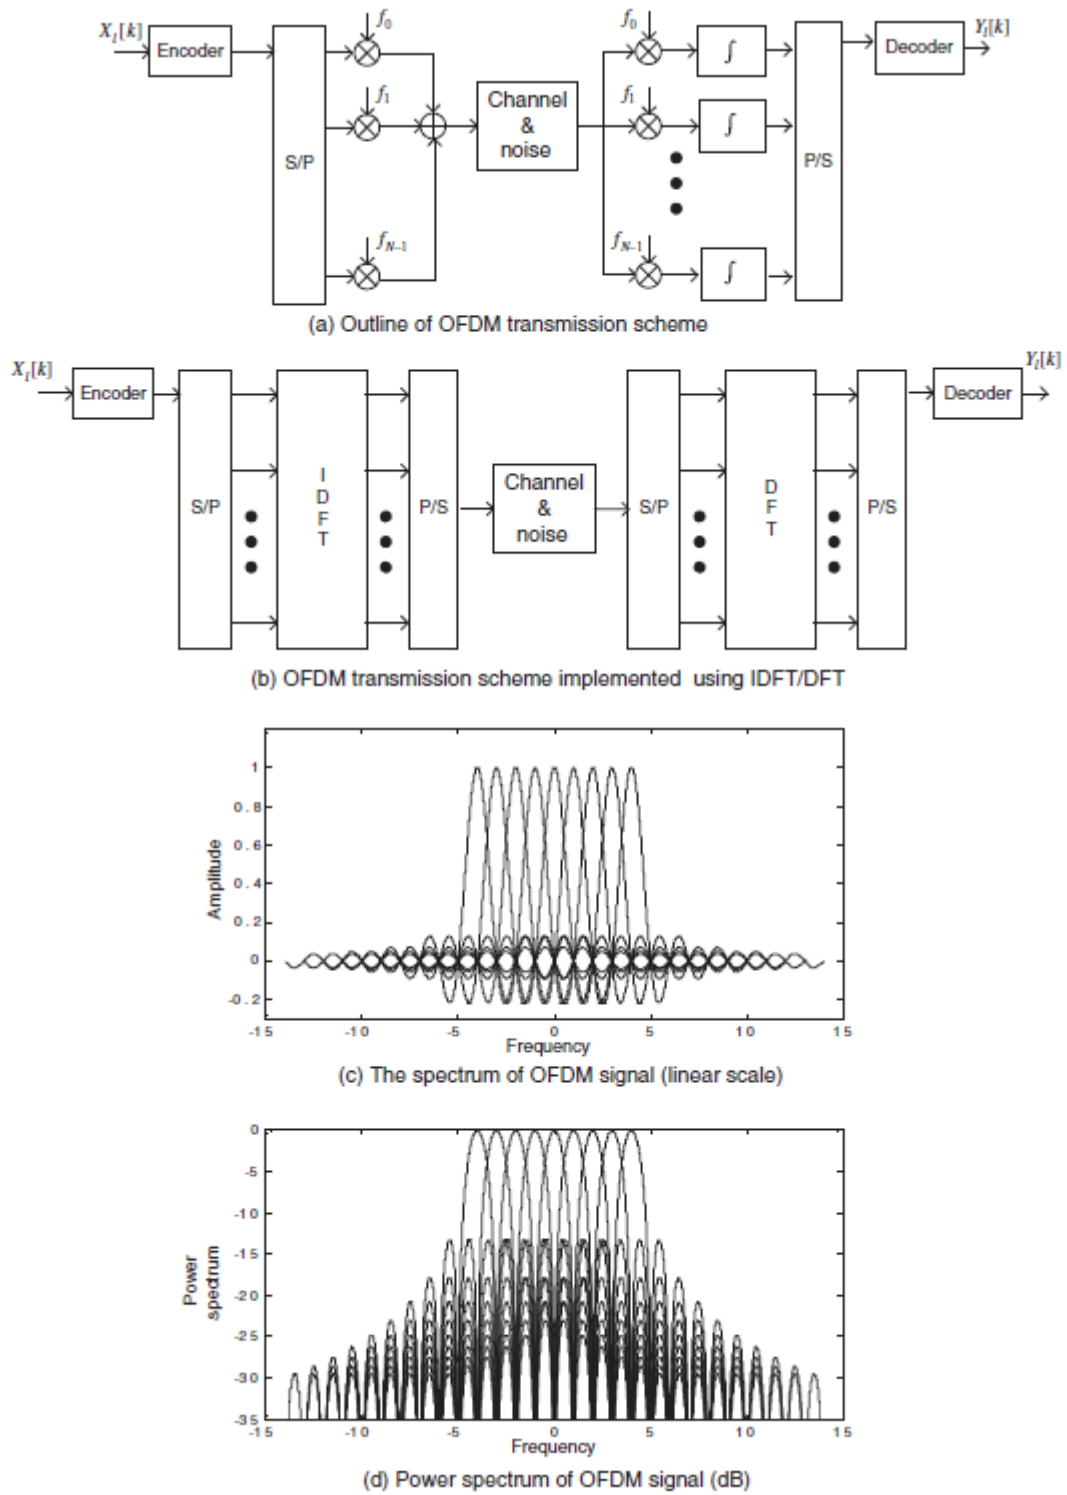 X_l[k]
Encoder
S/P
f_0
f_1
f_{N-1}
Channel
&
noise
f_0
f_1
f_{N-1}
∫
∫
∫
P/S
Decoder
Y_l[k]
(a) Outline of OFDM transmission scheme
X_l[k]
Encoder
S/P
I
D
F
T
P/S
Channel
&
noise
S/P
D
F
T
P/S
Decoder
Y_l[k]
(b) OFDM transmission scheme implemented using IDFT/DFT
1
0.8
0.6
0.4
0.2
0
-0.2
Amplitude
-15 -10 -5 0 5 10 15
Frequency
(c) The spectrum of OFDM signal (linear scale)
0
-5
-10
-15
-20
-25
-30
-35
Power
spectrum
-15 -10 -5 0 5 10 15
Frequency
(d) Power spectrum of OFDM signal (dB)